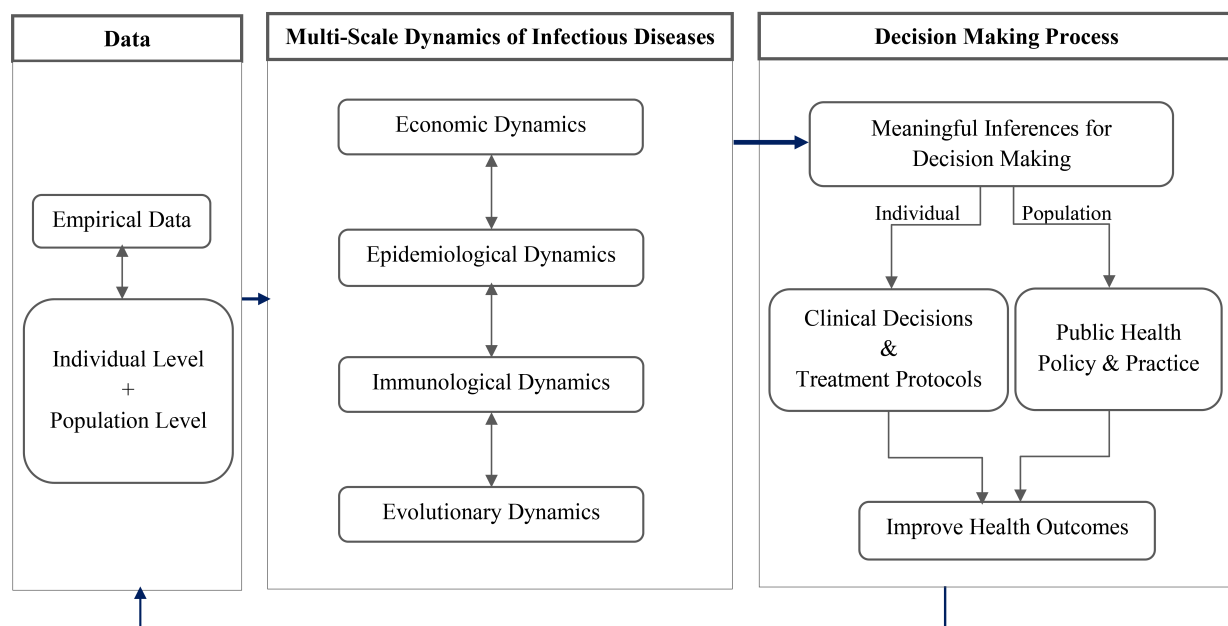 Data
Empirical Data
Individual Level
+
Population Level
Multi-Scale Dynamics of Infectious Diseases
Economic Dynamics
Epidemiological Dynamics
Immunological Dynamics
Evolutionary Dynamics
Decision Making Process
Meaningful Inferences for
Decision Making
Individual
Population
Clinical Decisions
&
Treatment Protocols
Public Health
Policy & Practice
Improve Health Outcomes